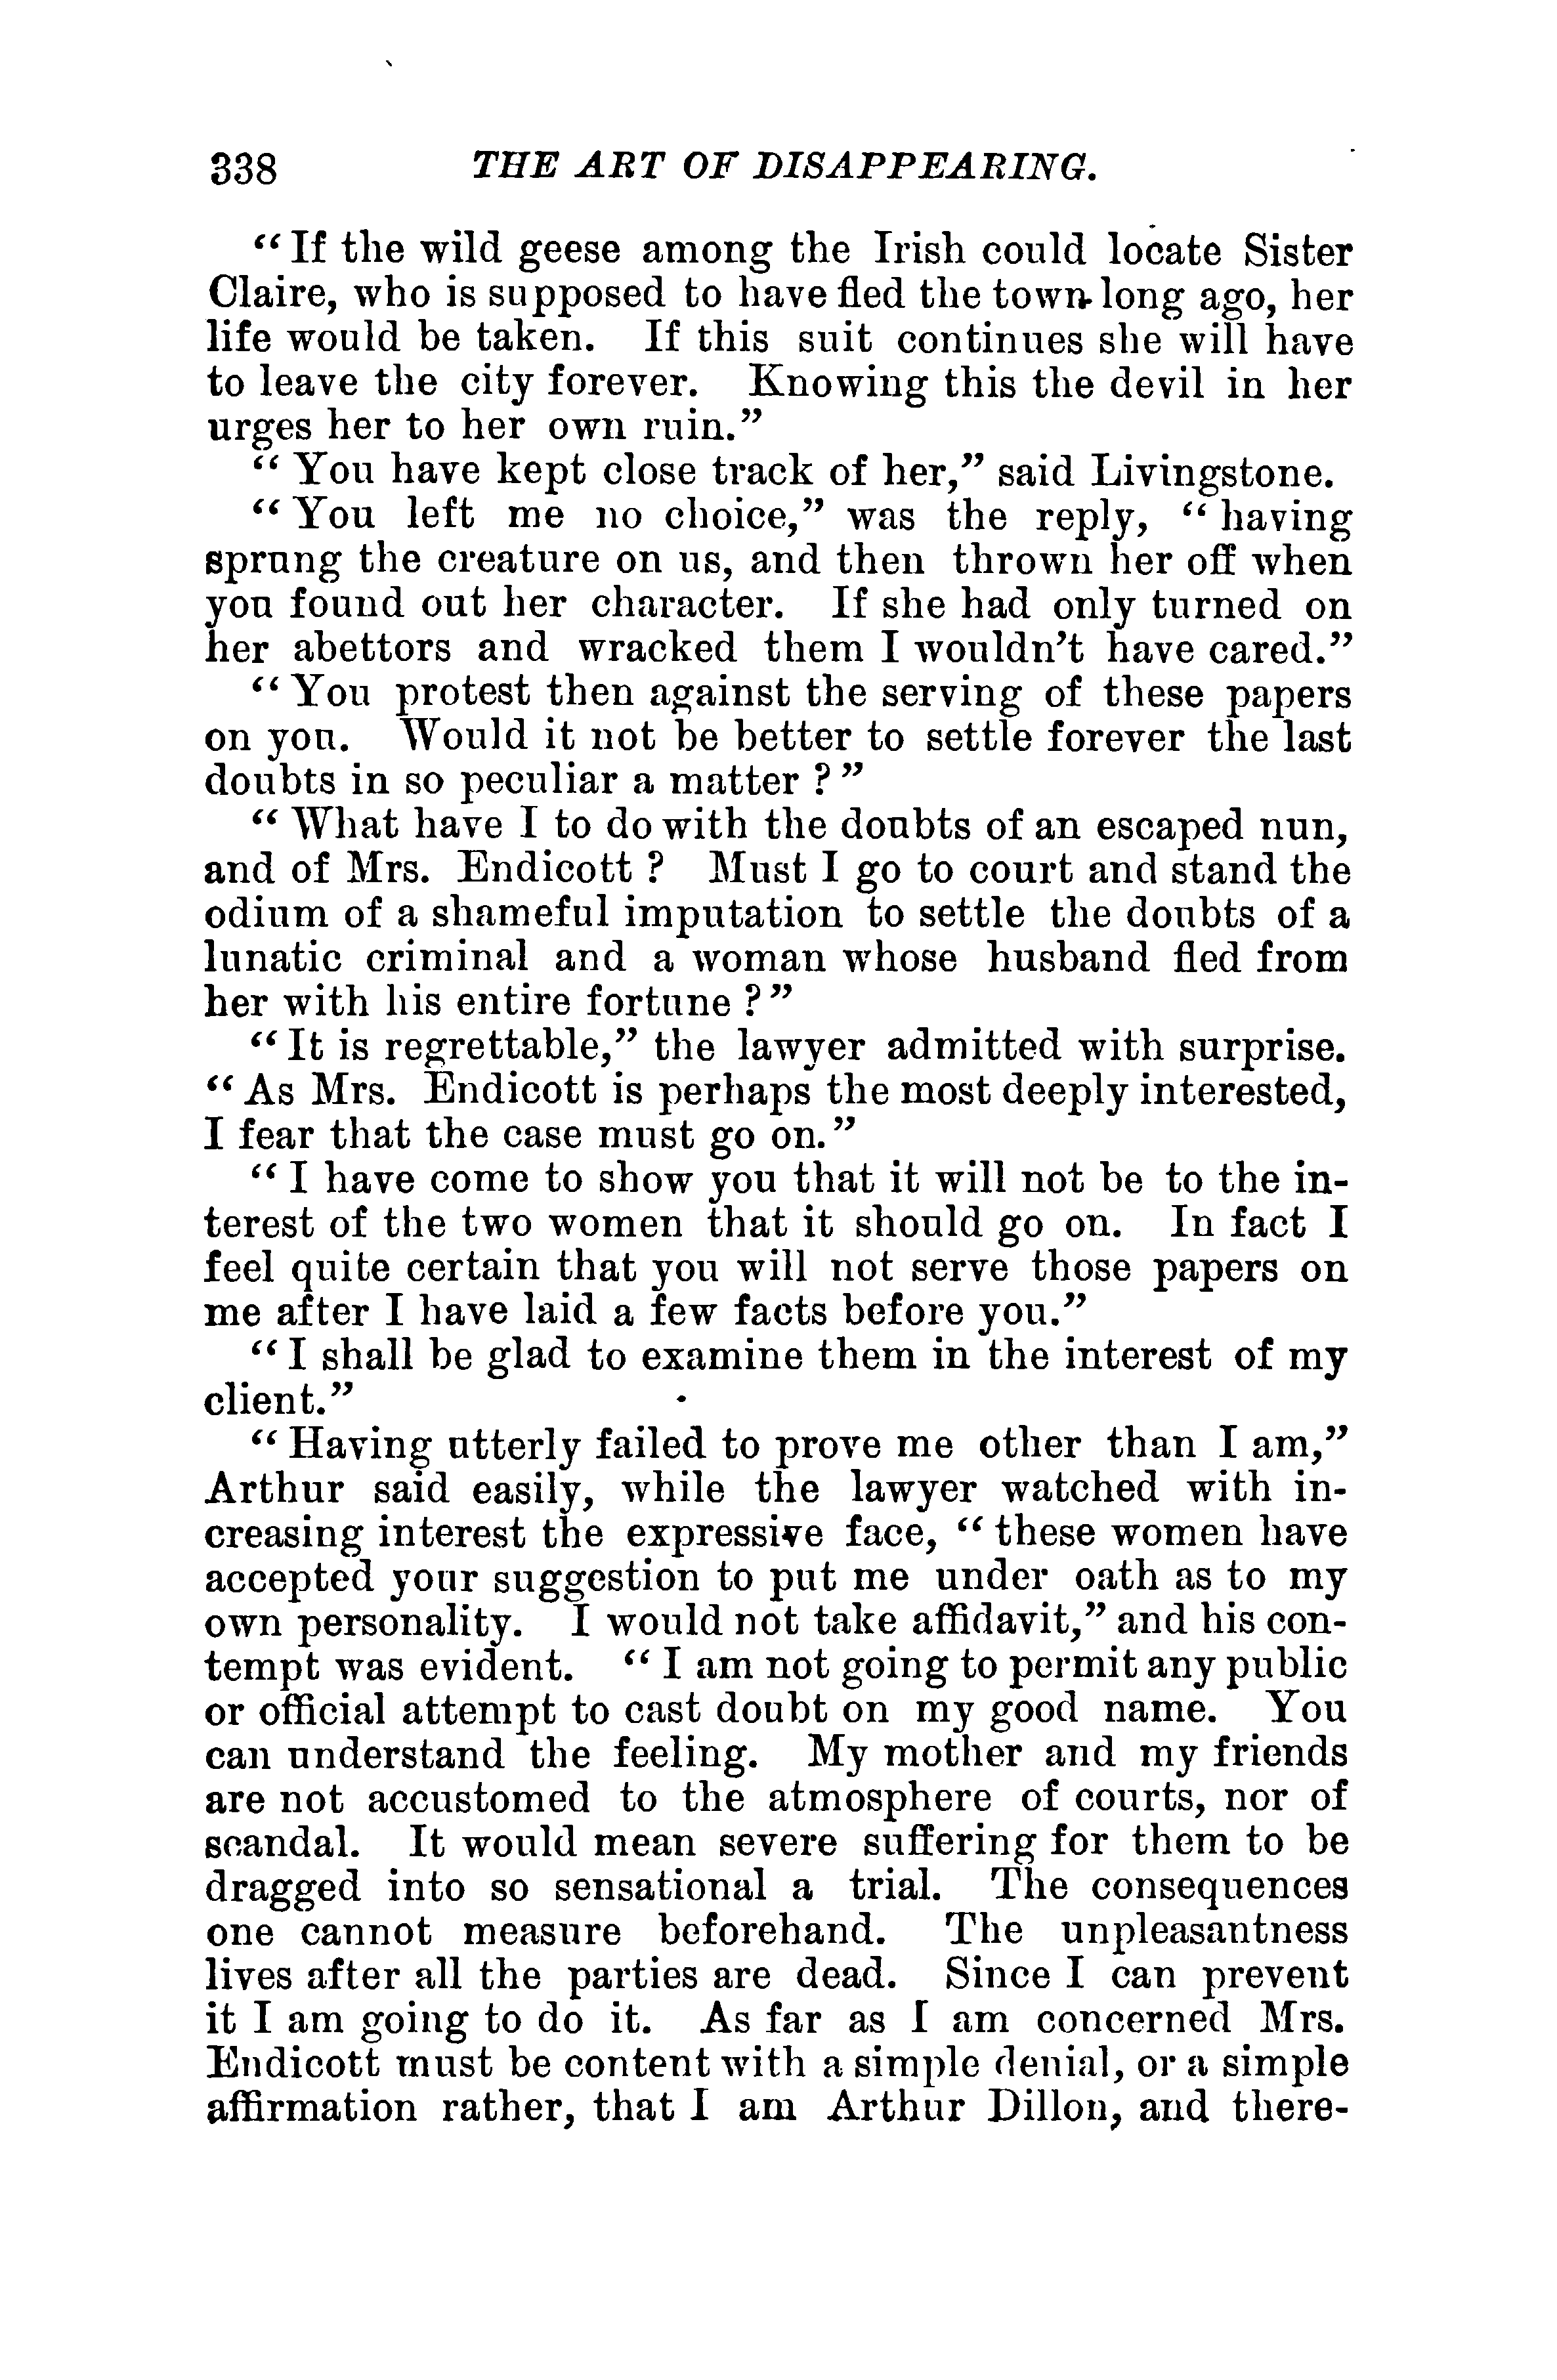 338 THE ART OF DISAPPEARING.
“If the wild geese among the Irish could locate Sister
Claire, who is supposed to have fled the town long ago, her
life would be taken. If this suit continues she will have
to leave the city forever. Knowing this the devil in her
urges her to her own ruin.”
“You have kept close track of her,” said Livingstone.
“You left me no choice,” was the reply, “having
sprung the creature on us, and then thrown her off when
you found out her character. If she had only turned on
her abettors and wracked them I wouldn’t have cared.”
“You protest then against the serving of these papers
on you. Would it not be better to settle forever the last
doubts in so peculiar a matter?”
“What have I to do with the doubts of an escaped nun,
and of Mrs. Endicott? Must I go to court and stand the
odium of a shameful imputation to settle the doubts of a
lunatic criminal and a woman whose husband fled from
her with his entire fortune?”
“It is regrettable,” the lawyer admitted with surprise.
“As Mrs. Endicott is perhaps the most deeply interested,
I fear that the case must go on.”
“I have come to show you that it will not be to the in-
terest of the two women that it should go on. In fact I
feel quite certain that you will not serve those papers on
me after I have laid a few facts before you.”
“I shall be glad to examine them in the interest of my
client.”
“Having utterly failed to prove me other than I am,”
Arthur said easily, while the lawyer watched with in-
creasing interest the expressive face, “these women have
accepted your suggestion to put me under oath as to my
own personality. I would not take affidavit,” and his con-
tempt was evident. “I am not going to permit any public
or official attempt to cast doubt on my good name. You
can understand the feeling. My mother and my friends
are not accustomed to the atmosphere of courts, nor of
scandal. It would mean severe suffering for them to be
dragged into so sensational a trial. The consequences
one cannot measure beforehand. The unpleasantness
lives after all the parties are dead. Since I can prevent
it I am going to do it. As far as I am concerned Mrs.
Endicott must be content with a simple denial, or a simple
affirmation rather, that I am Arthur Dillon, and there-